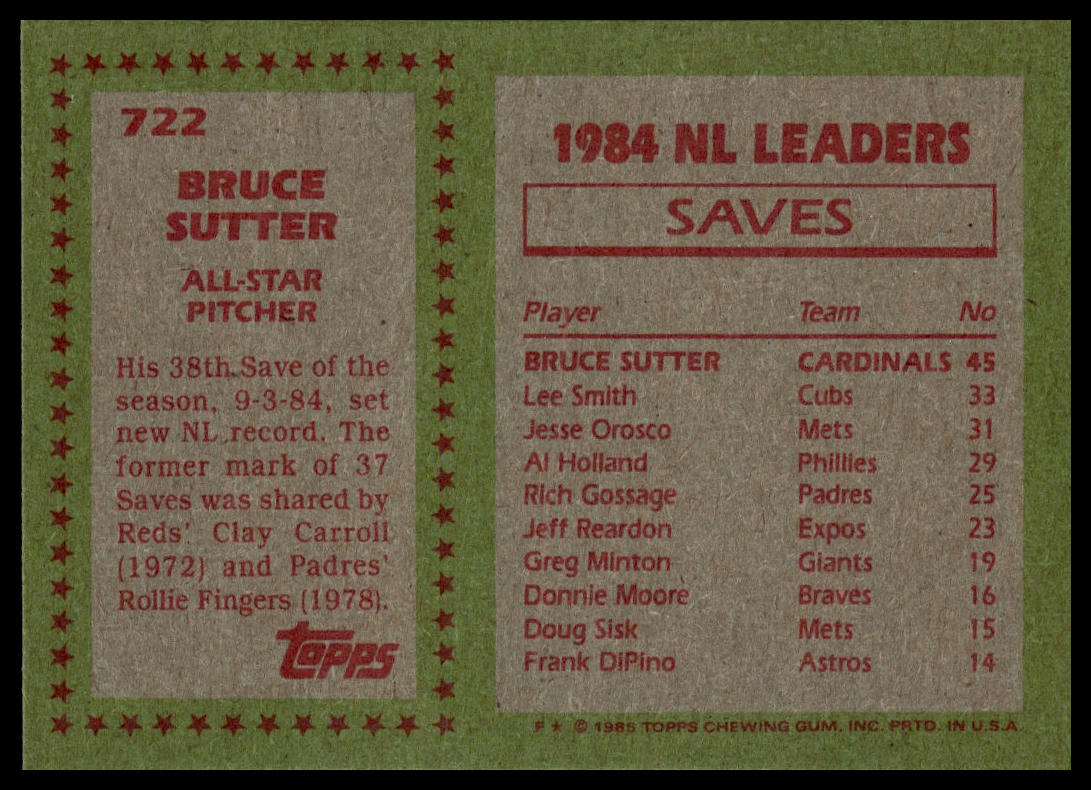 722
BRUCE
SUTTER
ALL-STAR
PITCHER
His 38th Save of the
season, 9-3-84, set
new NL record. The
former mark of 37
Saves was shared by
Reds' Clay Carroll
(1972) and Padres'
Rollie Fingers (1978).
topps
1984 NL LEADERS
SAVES
Player Team No
BRUCE SUTTER CARDINALS 45
Lee Smith Cubs 33
Jesse Orosco Mets 31
Al Holland Phillies 29
Rich Gossage Padres 25
Jeff Reardon Expos 23
Greg Minton Giants 19
Donnie Moore Braves 16
Doug Sisk Mets 15
Frank DiPino Astros 14
F ★ © 1985 TOPPS CHEWING GUM, INC. PRTD. IN U.S.A.